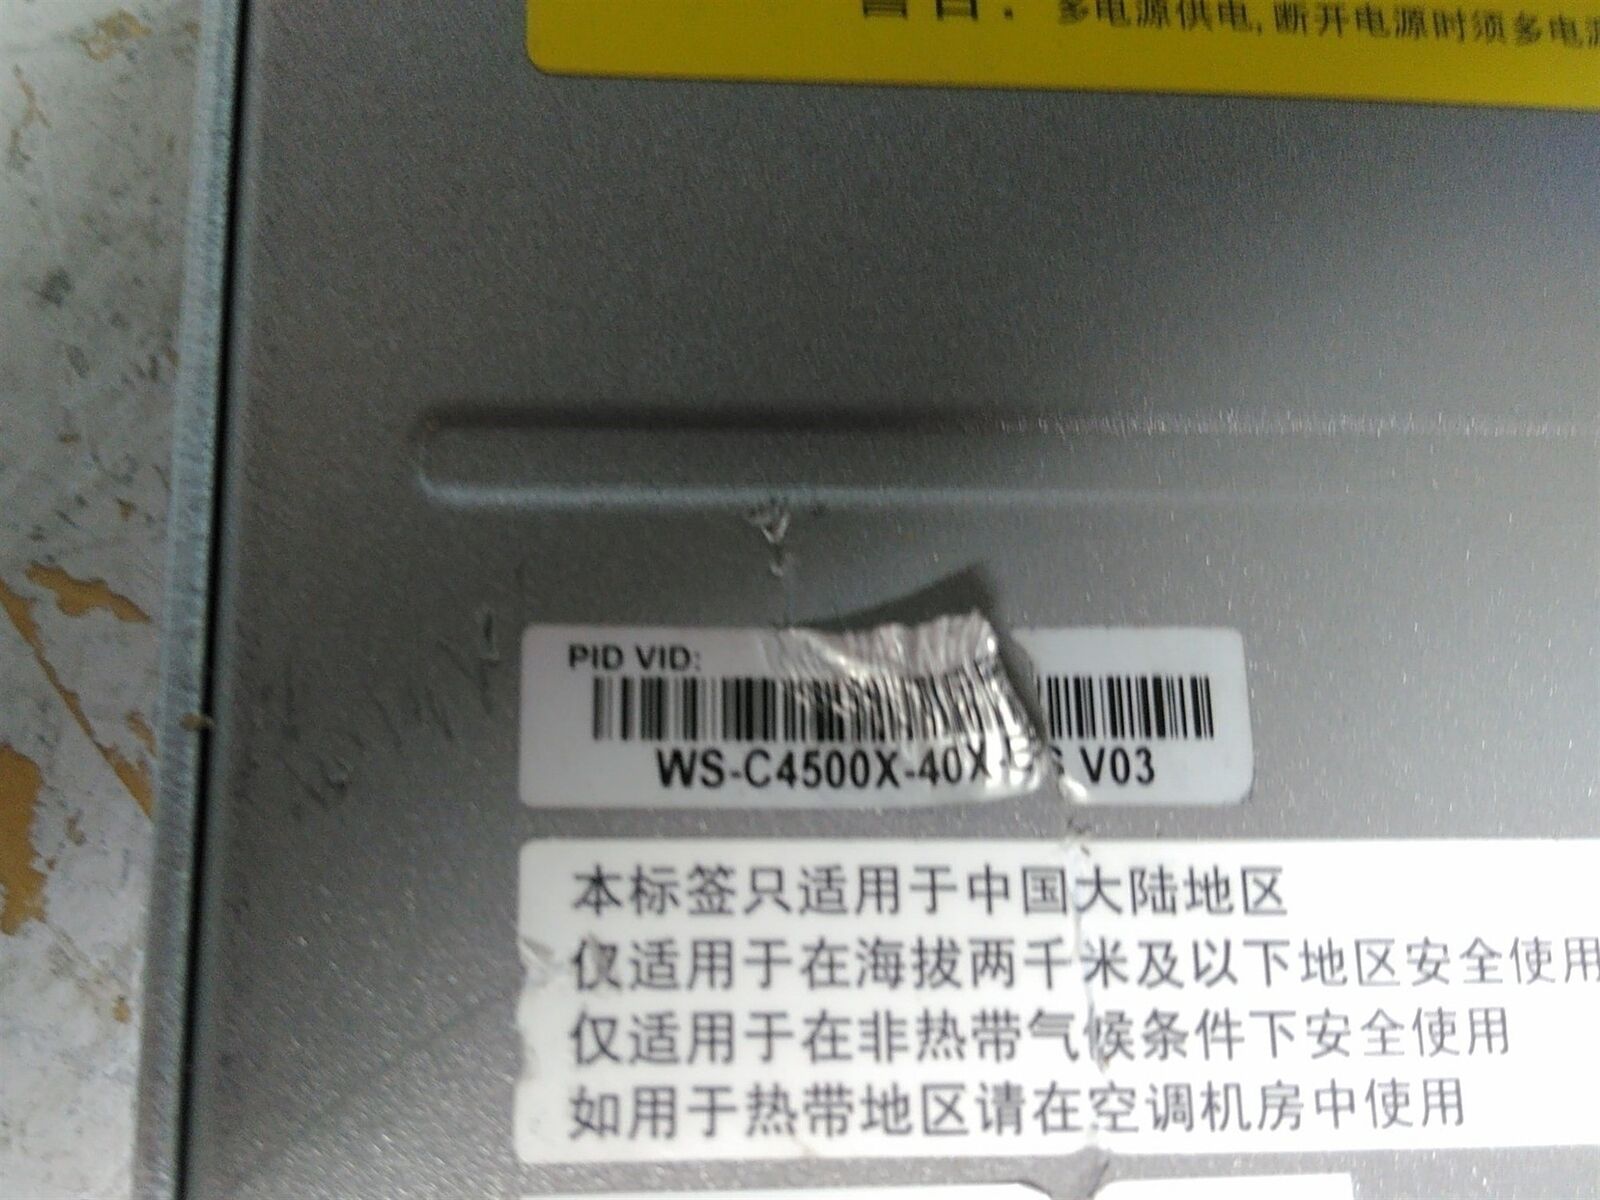 警告：多电源供电,断开电源时须多电源
PID VID:
WS-C4500X-40X-ES V03
本标签只适用于中国大陆地区
仅适用于在海拔两千米及以下地区安全使用
仅适用于在非热带气候条件下安全使用
如用于热带地区请在空调机房中使用